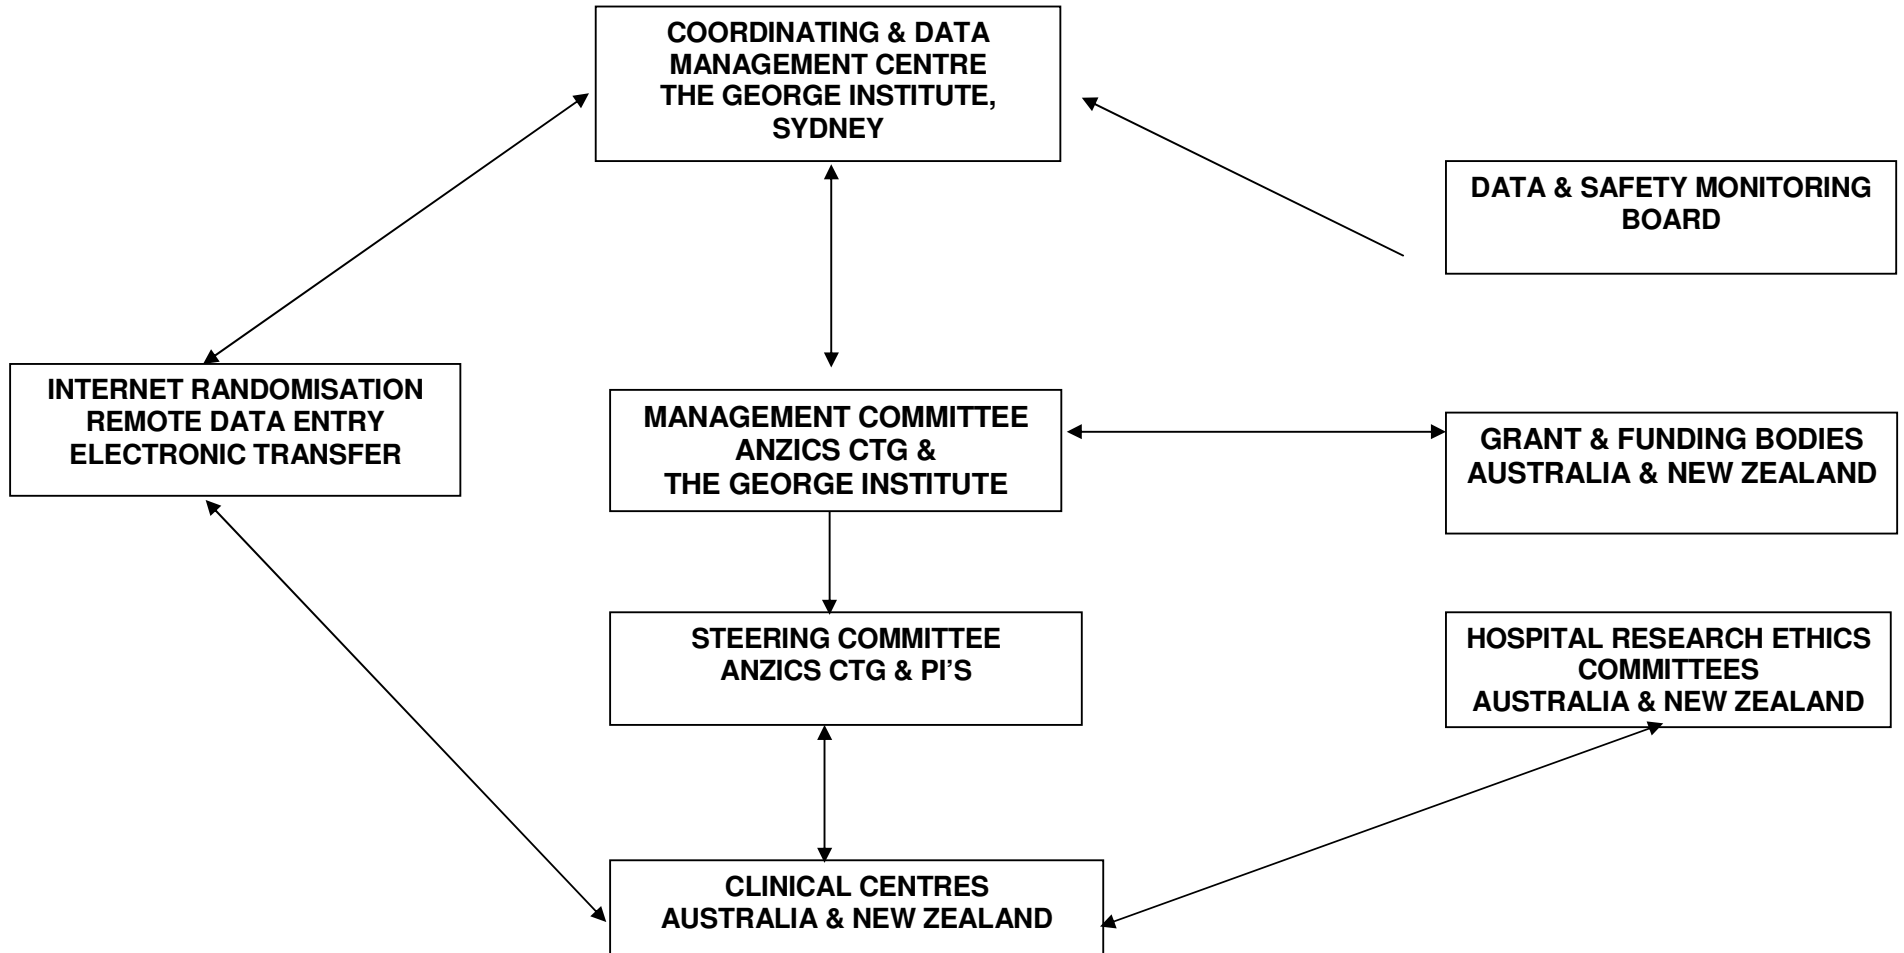 COORDINATING & DATA
MANAGEMENT CENTRE
THE GEORGE INSTITUTE,
SYDNEY
DATA & SAFETY MONITORING
BOARD
INTERNET RANDOMISATION
REMOTE DATA ENTRY
ELECTRONIC TRANSFER
MANAGEMENT COMMITTEE
ANZICS CTG &
THE GEORGE INSTITUTE
GRANT & FUNDING BODIES
AUSTRALIA & NEW ZEALAND
STEERING COMMITTEE
ANZICS CTG & PI'S
HOSPITAL RESEARCH ETHICS
COMMITTEES
AUSTRALIA & NEW ZEALAND
CLINICAL CENTRES
AUSTRALIA & NEW ZEALAND